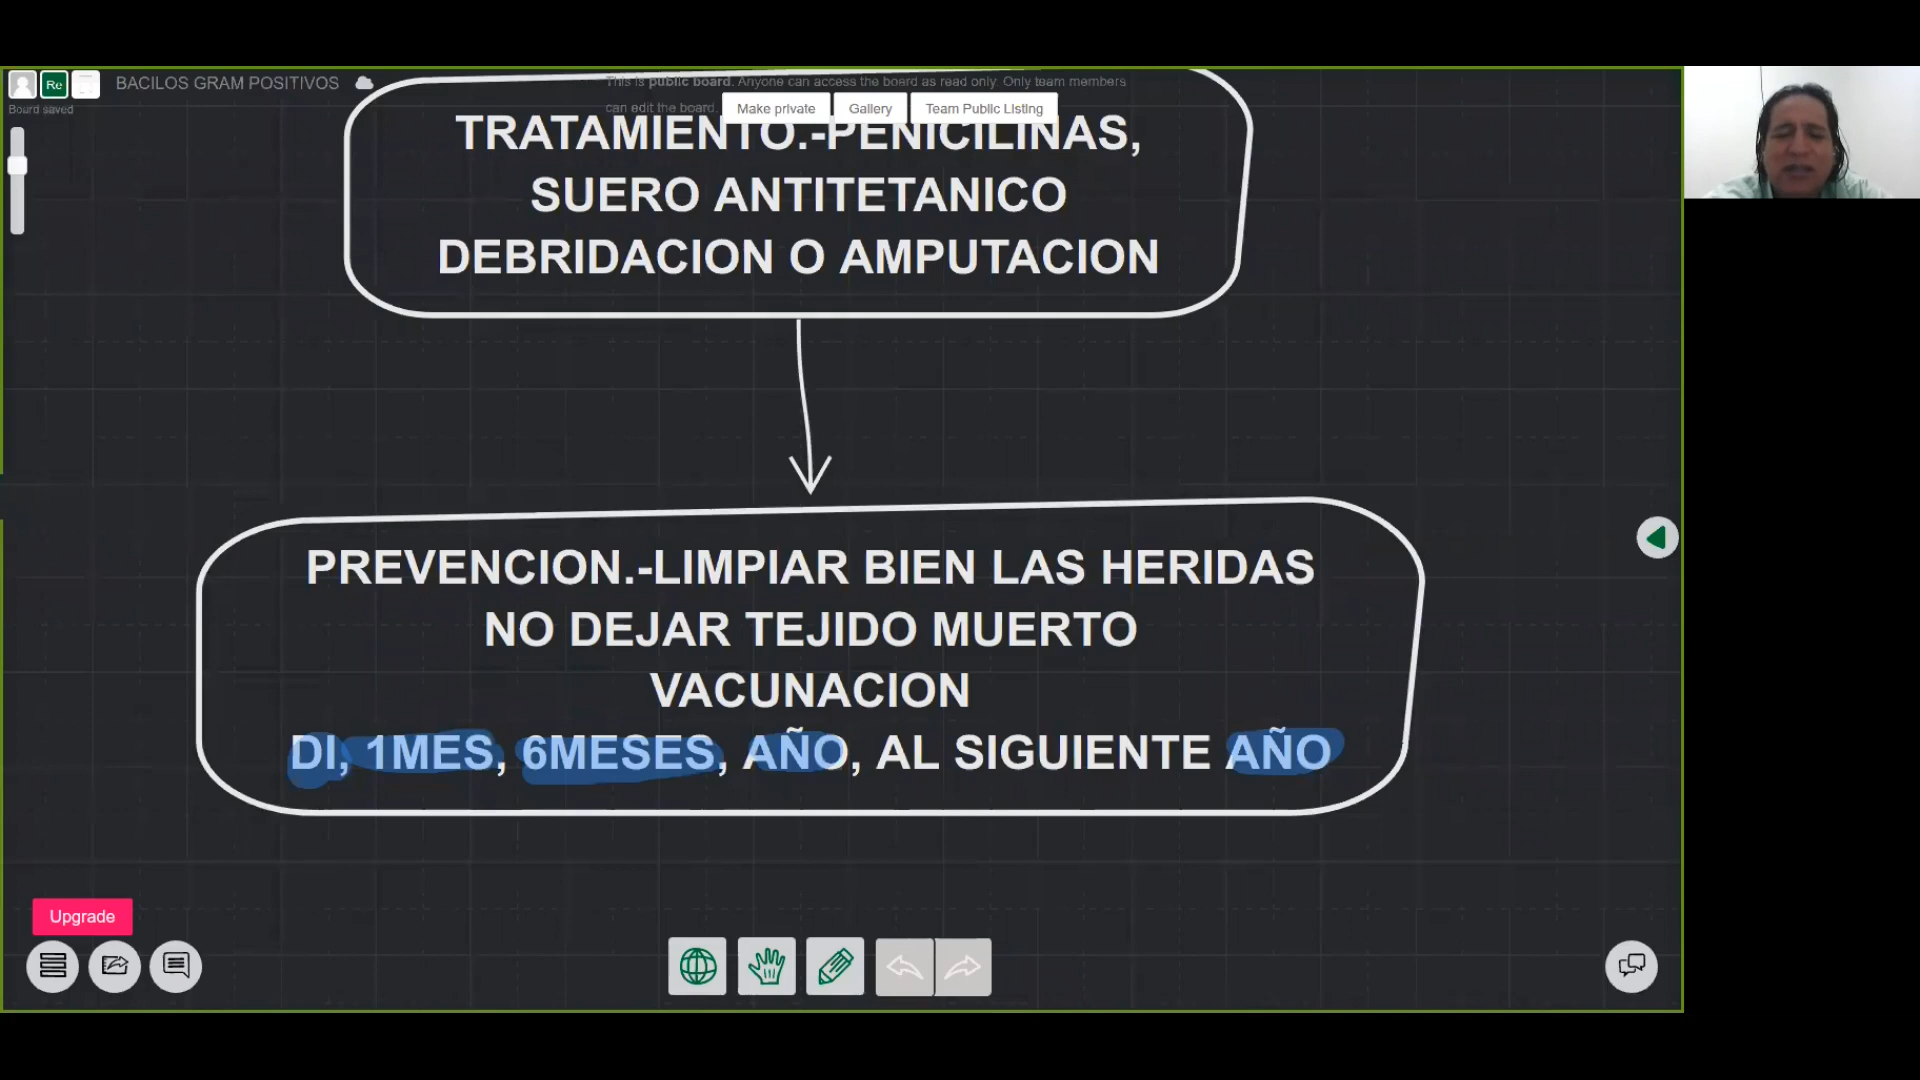 Re
BACILOS GRAM POSITIVOS
Board saved
This is public board. Anyone can access the board as read only. Only team members
can edit the board.
Make private
Gallery
Team Public Listing
TRATAMIENTO.-PENICILINAS,
SUERO ANTITETANICO
DEBRIDACION O AMPUTACION
PREVENCION.-LIMPIAR BIEN LAS HERIDAS
NO DEJAR TEJIDO MUERTO
VACUNACION
DI, 1MES, 6MESES, AÑO, AL SIGUIENTE AÑO
Upgrade